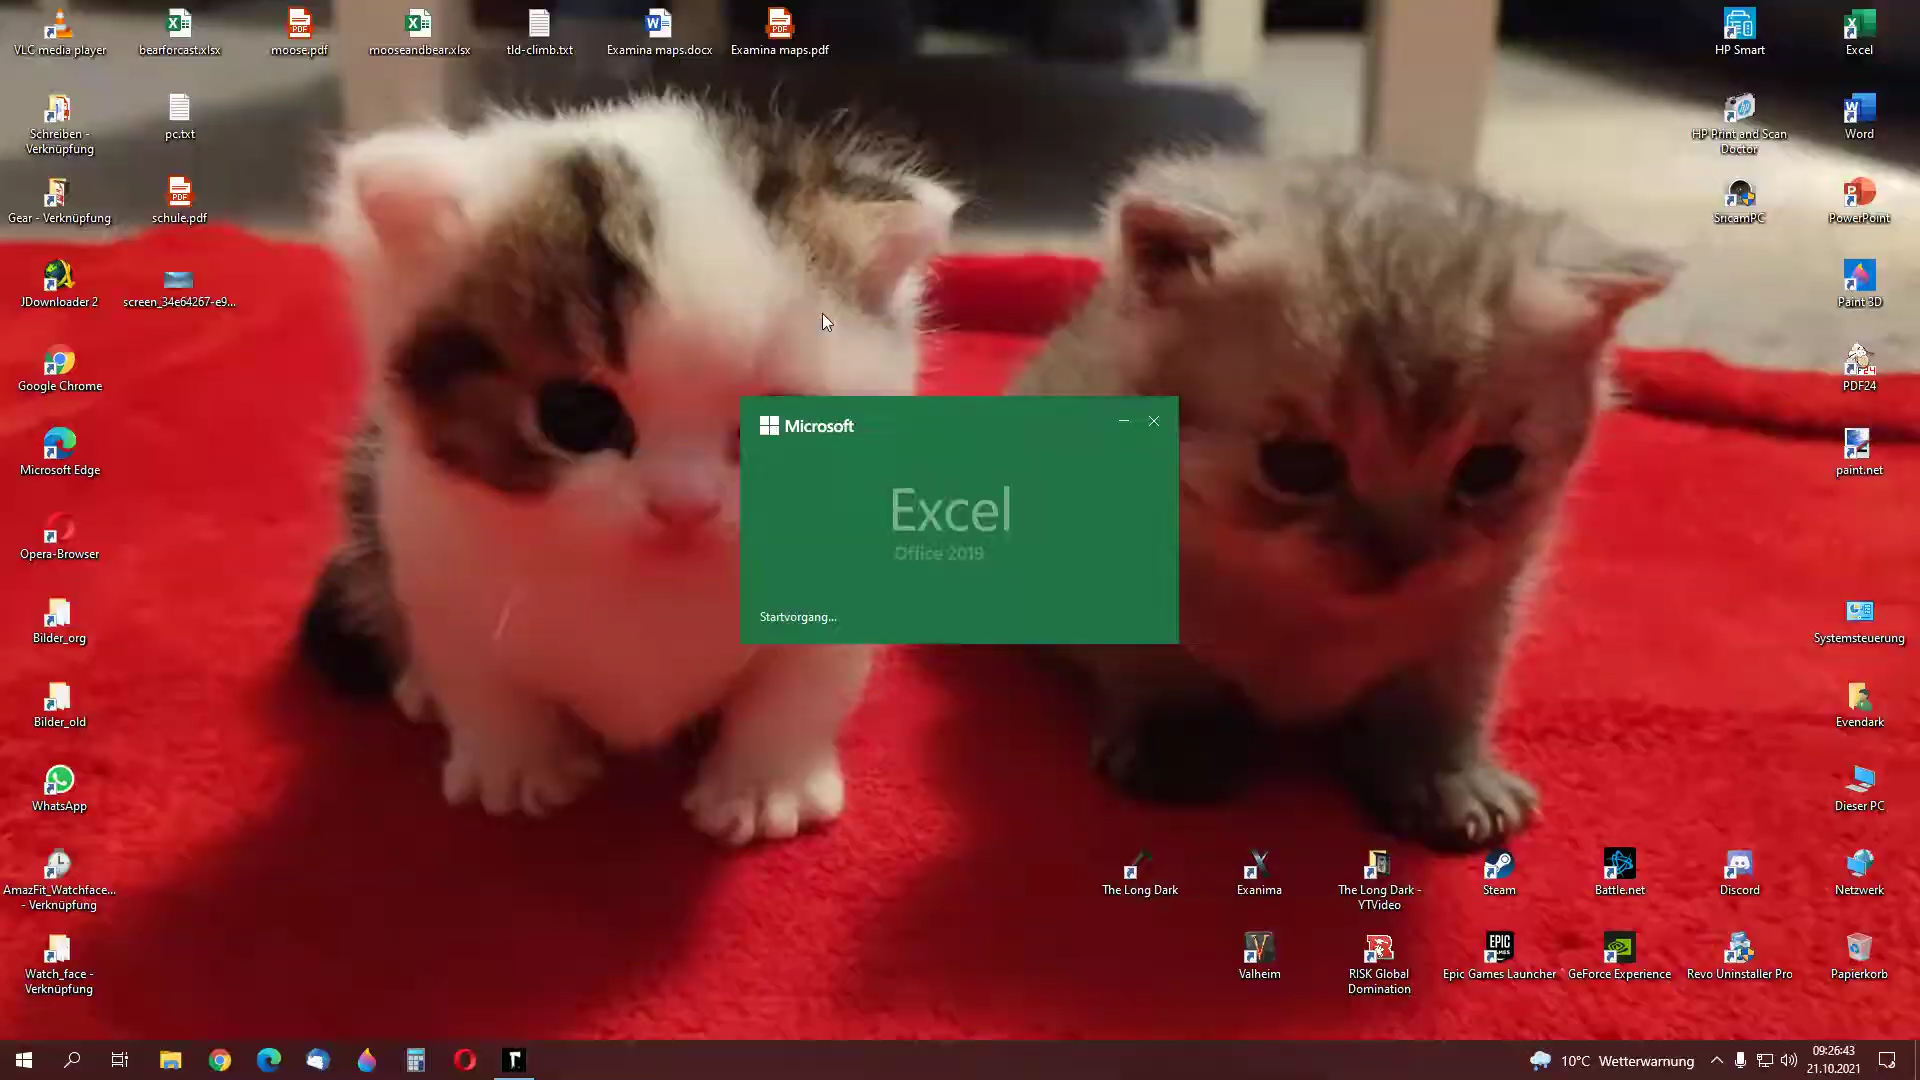 VLC media player
bearforcast.xlsx
moose.pdf
mooseandbear.xlsx
tld-climb.txt
Examina maps.docx
Examina maps.pdf
HP Smart
Excel
Schreiben -
Verknüpfung
pc.txt
HP Print and Scan
Doctor
Word
Gear - Verknüpfung
schule.pdf
SricamPC
PowerPoint
JDownloader 2
screen_34e64267-e9...
Paint 3D
Google Chrome
PDF24
Microsoft
Microsoft Edge
paint.net
Excel
Office 2019
Opera-Browser
Startvorgang...
Bilder_org
Systemsteuerung
Bilder_old
Evendark
WhatsApp
Dieser PC
AmazFit_Watchface...
- Verknüpfung
The Long Dark
Exanima
The Long Dark -
YTVideo
Steam
Battle.net
Discord
Netzwerk
Watch_face -
Verknüpfung
Valheim
RISK Global
Domination
EPIC
GAMES
Epic Games Launcher
GeForce Experience
Revo Uninstaller Pro
Papierkorb
10°C Wetterwarnung
09:26:43
21.10.2021